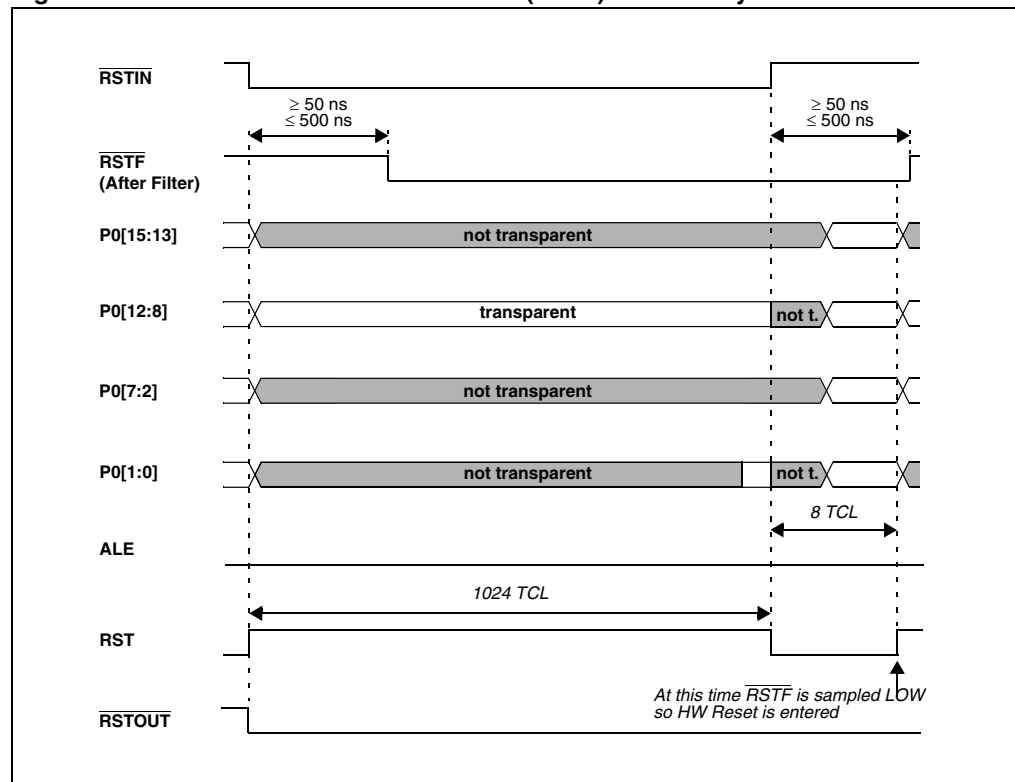 RSTIN
≥ 50 ns
≤ 500 ns
≥ 50 ns
≤ 500 ns
RSTF
(After Filter)
P0[15:13]
not transparent
P0[12:8]
transparent
not t.
P0[7:2]
not transparent
P0[1:0]
not transparent
not t.
8 TCL
ALE
1024 TCL
RST
At this time RSTF is sampled LOW
so HW Reset is entered
RSTOUT